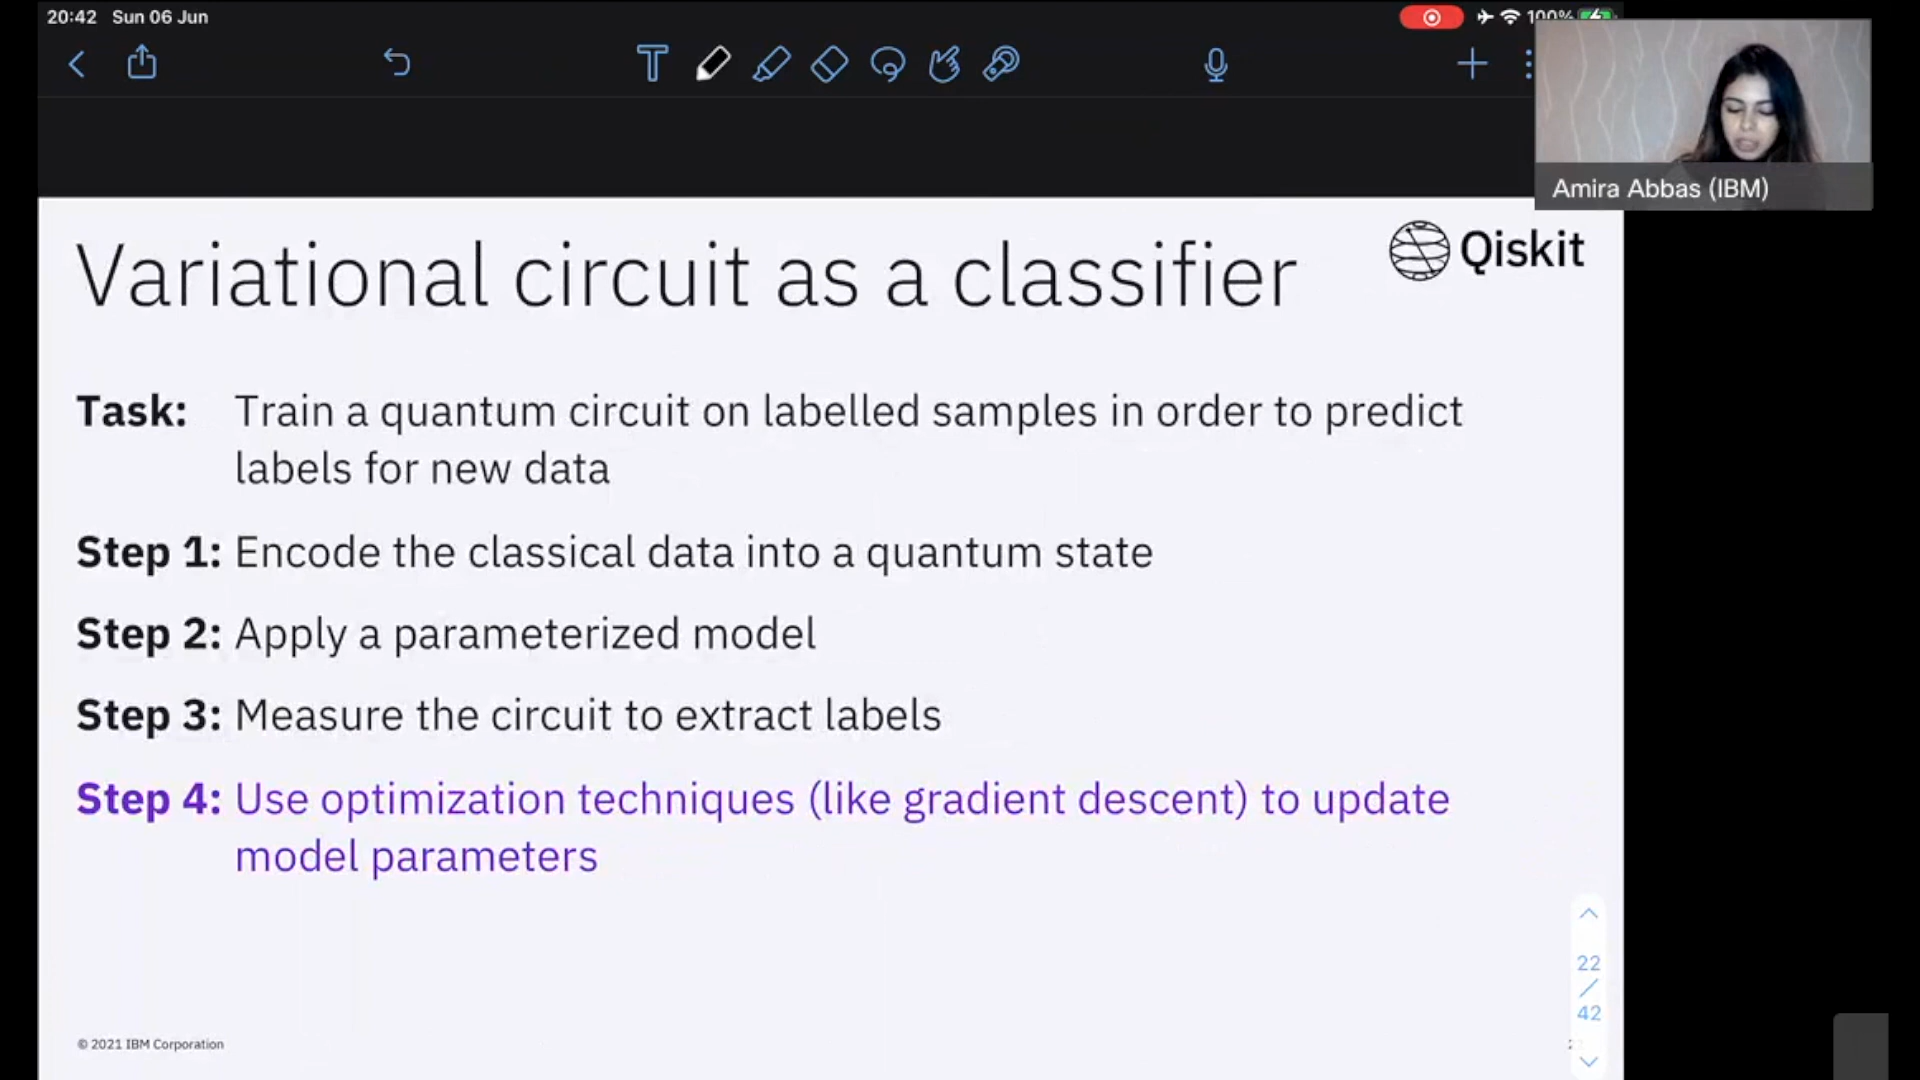 20:42 Sun 06 Jun
100%
Amira Abbas (IBM)
Variational circuit as a classifier
Qiskit
Task: Train a quantum circuit on labelled samples in order to predict
labels for new data
Step 1: Encode the classical data into a quantum state
Step 2: Apply a parameterized model
Step 3: Measure the circuit to extract labels
Step 4: Use optimization techniques (like gradient descent) to update
model parameters
22
/
42
© 2021 IBM Corporation